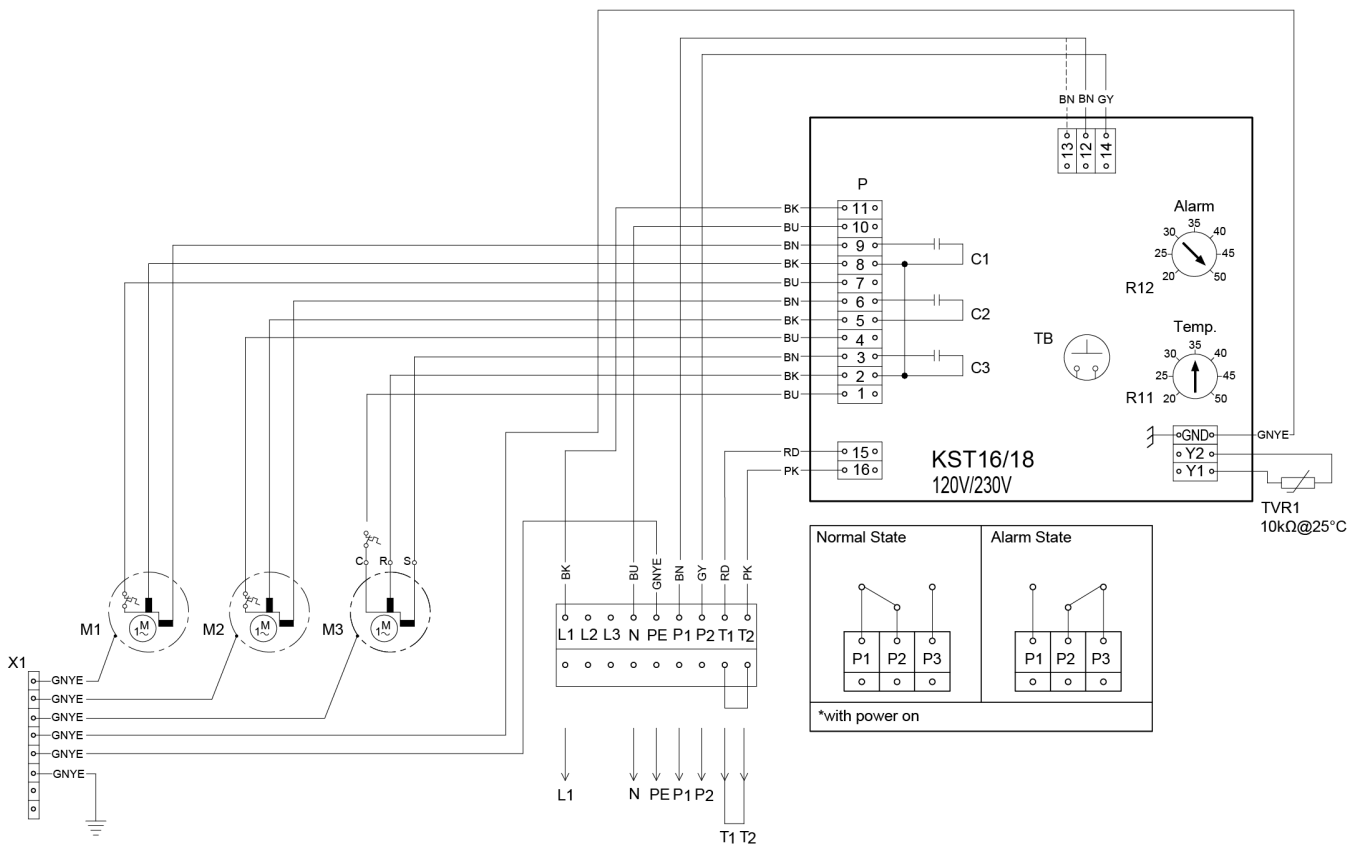 BN BN GY
13 12 14
P
BK 11
BU 10
BN 9
BK 8
BU 7
BN 6
BK 5
BU 4
BN 3
BK 2
BU 1
C1
C2
C3
RD 15
PK 16
TB
Alarm
20 25 30 35 40 45 50
R12
Temp.
20 25 30 35 40 45 50
R11
KST16/18
120V/230V
GND GNYE
Y2
Y1
TVR1
10kΩ@25°C
Normal State
P1 P2 P3
Alarm State
P1 P2 P3
*with power on
C R S
M1 M 1~
M2 M 1~
M3 M 1~
BK BU GNYE BN GY RD PK
L1 L2 L3 N PE P1 P2 T1 T2
L1 N PE P1 P2
T1 T2
X1
GNYE
GNYE
GNYE
GNYE
GNYE
GNYE